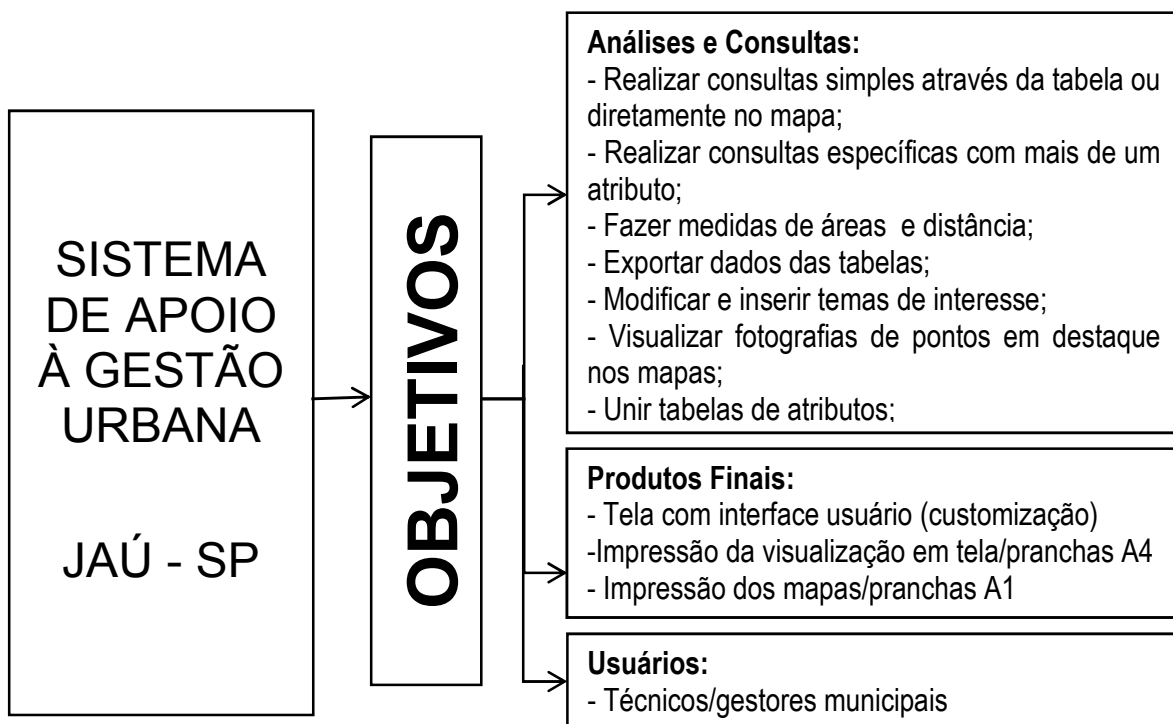 SISTEMA
DE APOIO
À GESTÃO
URBANA
JAÚ - SP
OBJETIVOS
Análises e Consultas:
- Realizar consultas simples através da tabela ou
diretamente no mapa;
- Realizar consultas específicas com mais de um
atributo;
- Fazer medidas de áreas e distância;
- Exportar dados das tabelas;
- Modificar e inserir temas de interesse;
- Visualizar fotografias de pontos em destaque
nos mapas;
- Unir tabelas de atributos;
Produtos Finais:
- Tela com interface usuário (customização)
-Impressão da visualização em tela/pranchas A4
- Impressão dos mapas/pranchas A1
Usuários:
- Técnicos/gestores municipais